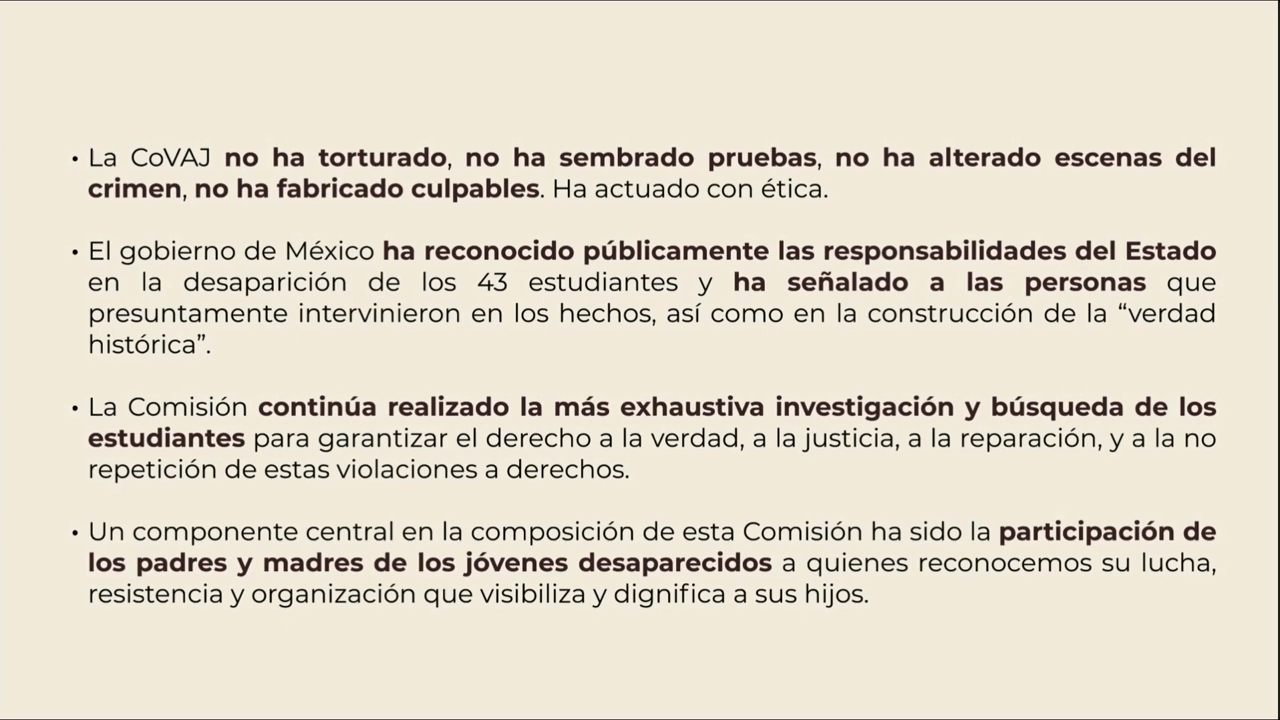 • La CoVAJ no ha torturado, no ha sembrado pruebas, no ha alterado escenas del
crimen, no ha fabricado culpables. Ha actuado con ética.
• El gobierno de México ha reconocido públicamente las responsabilidades del Estado
en la desaparición de los 43 estudiantes y ha señalado a las personas que
presuntamente intervinieron en los hechos, así como en la construcción de la “verdad
histórica”.
• La Comisión continúa realizado la más exhaustiva investigación y búsqueda de los
estudiantes para garantizar el derecho a la verdad, a la justicia, a la reparación, y a la no
repetición de estas violaciones a derechos.
• Un componente central en la composición de esta Comisión ha sido la participación de
los padres y madres de los jóvenes desaparecidos a quienes reconocemos su lucha,
resistencia y organización que visibiliza y dignifica a sus hijos.